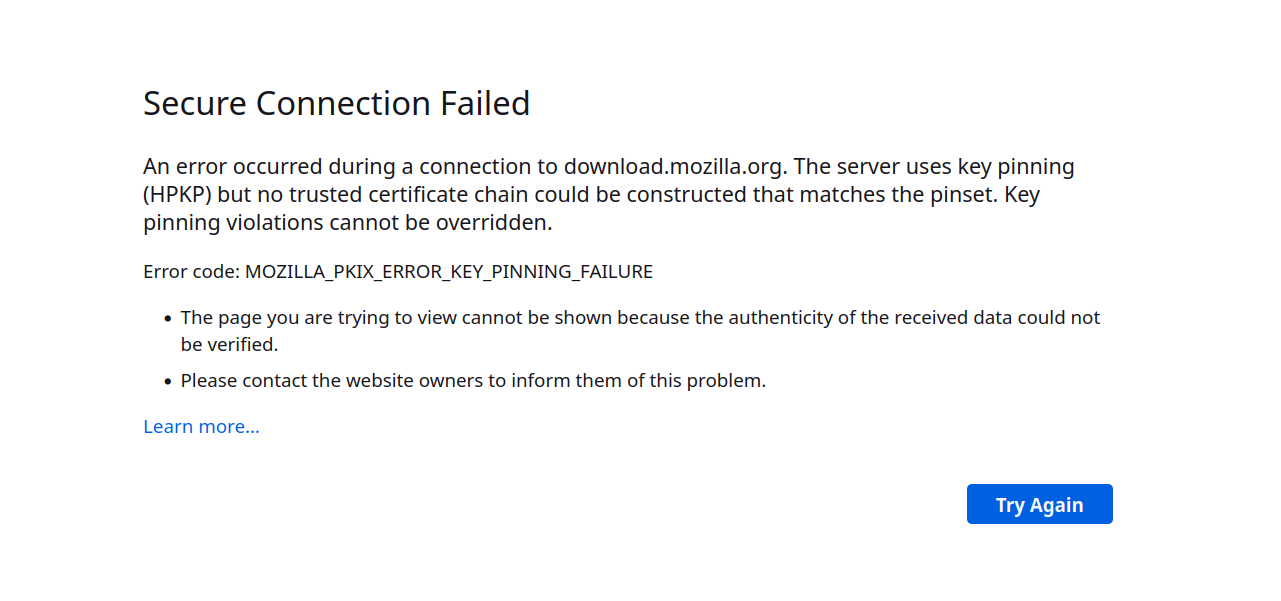 Secure Connection Failed
An error occurred during a connection to download.mozilla.org. The server uses key pinning
(HPKP) but no trusted certificate chain could be constructed that matches the pinset. Key
pinning violations cannot be overridden.
Error code: MOZILLA_PKIX_ERROR_KEY_PINNING_FAILURE
• The page you are trying to view cannot be shown because the authenticity of the received data could not
be verified.
• Please contact the website owners to inform them of this problem.
Learn more...
Try Again